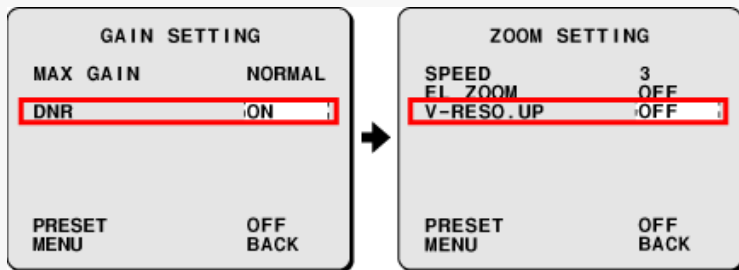 GAIN SETTING
MAX GAIN NORMAL
DNR ON
PRESET OFF
MENU BACK
ZOOM SETTING
SPEED 3
EL ZOOM OFF
V-RESO.UP OFF
PRESET OFF
MENU BACK